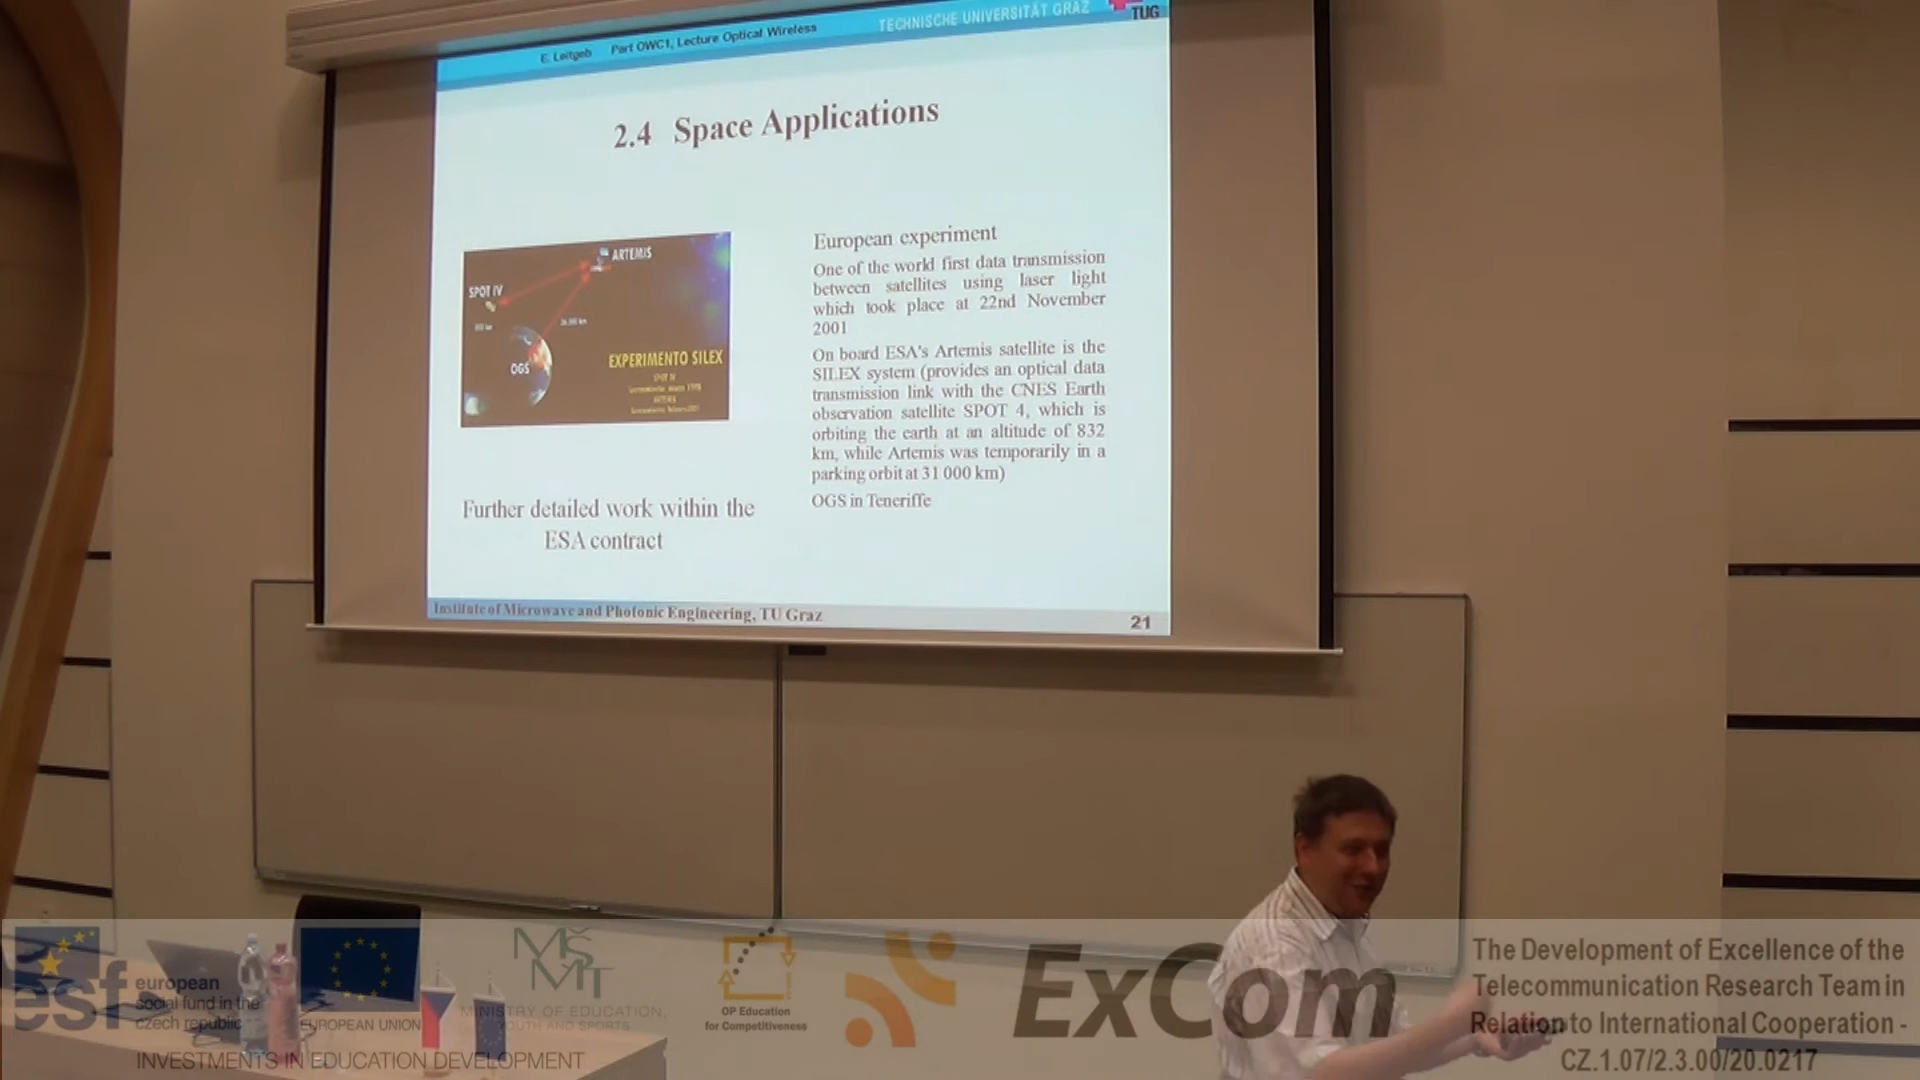 E. Leitgeb Part OWC1, Lecture Optical Wireless
TECHNISCHE UNIVERSITÄT GRAZ
TUG
2.4 Space Applications
ARTEMIS
SPOT IV
OGS
EXPERIMENTO SILEX
SPOT IV
ARTEMIS
Further detailed work within the
ESA contract
European experiment
One of the world first data transmission
between satellites using laser light
which took place at 22nd November
2001
On board ESA's Artemis satellite is the
SILEX system (provides an optical data
transmission link with the CNES Earth
observation satellite SPOT 4, which is
orbiting the earth at an altitude of 832
km, while Artemis was temporarily in a
parking orbit at 31 000 km)
OGS in Teneriffe
Institute of Microwave and Photonic Engineering, TU Graz
21
esf
european
social fund in the
czech republic
EUROPEAN UNION
MŠMT
MINISTRY OF EDUCATION,
YOUTH AND SPORTS
OP Education
for Competitiveness
INVESTMENTS IN EDUCATION DEVELOPMENT
ExCom
The Development of Excellence of the
Telecommunication Research Team in
Relation to International Cooperation -
CZ.1.07/2.3.00/20.0217